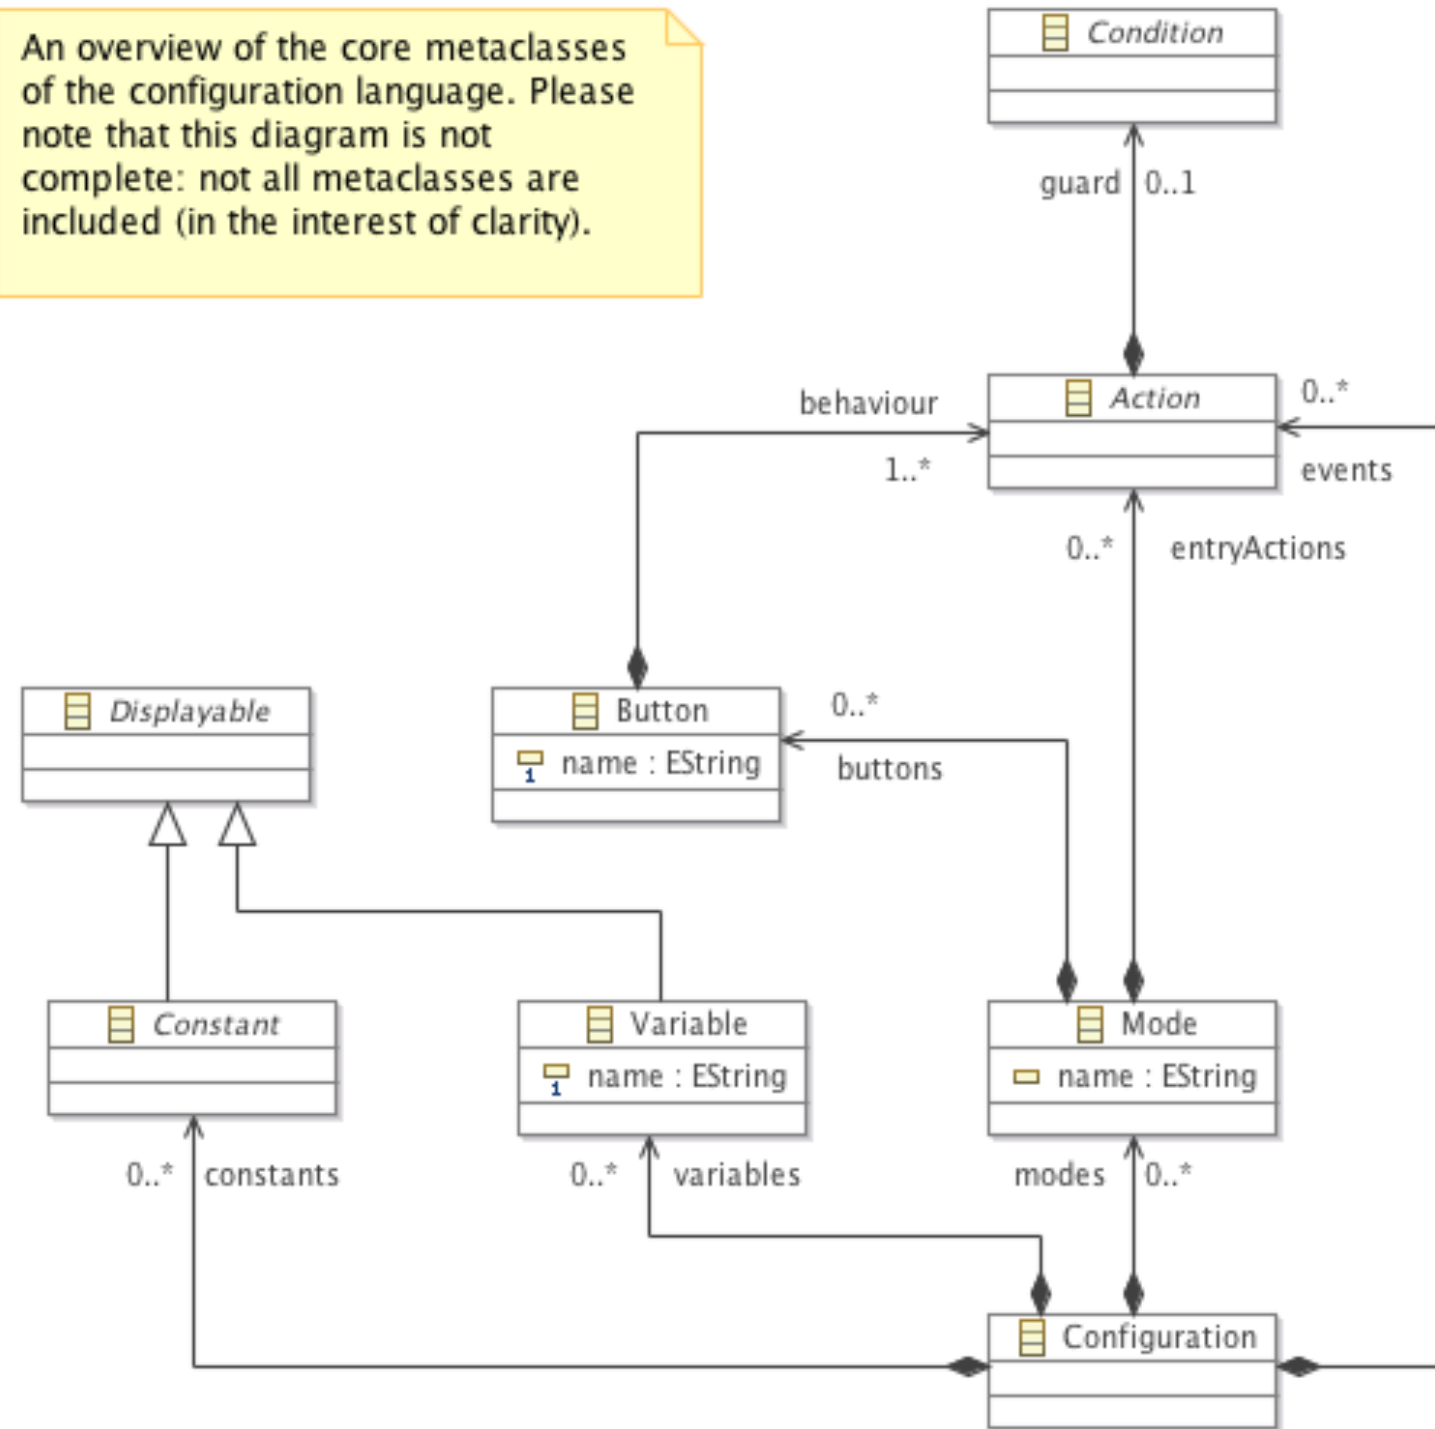 An overview of the core metaclasses
of the configuration language. Please
note that this diagram is not
complete: not all metaclasses are
included (in the interest of clarity).
Condition
guard 0..1
behaviour
1..*
Action
0..*
events
0..* entryActions
Displayable
Button
name : EString
1
0..*
buttons
Constant
Variable
name : EString
1
Mode
name : EString
0..* constants
0..* variables
modes 0..*
Configuration